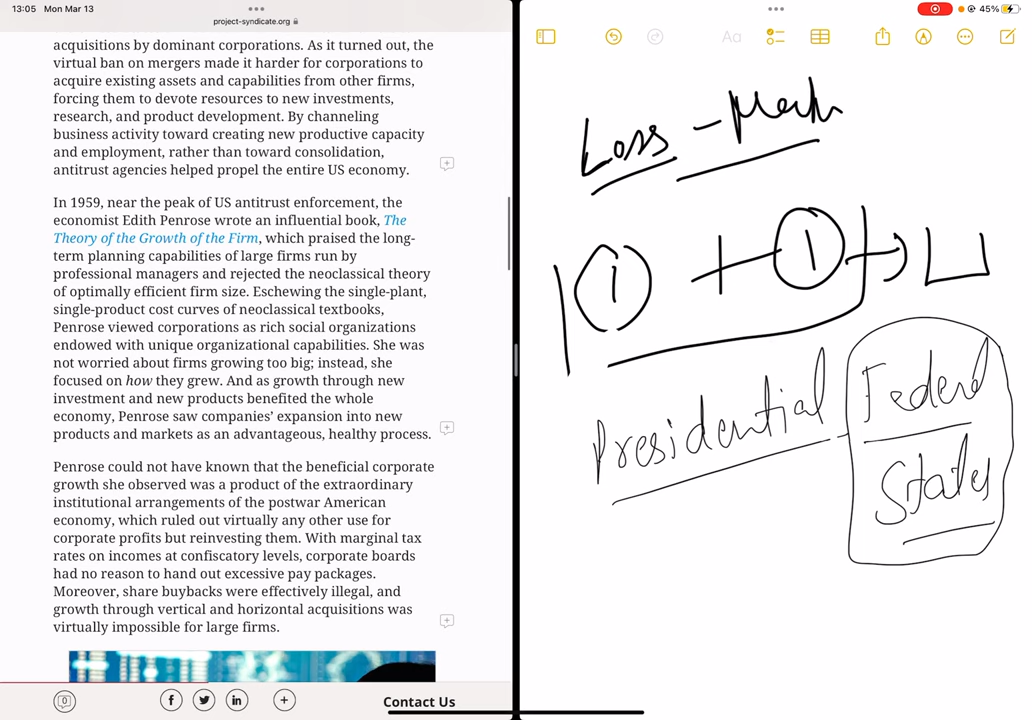 13:05 Mon Mar 13
project-syndicate.org
45%
acquisitions by dominant corporations. As it turned out, the
virtual ban on mergers made it harder for corporations to
acquire existing assets and capabilities from other firms,
forcing them to devote resources to new investments,
research, and product development. By channeling
business activity toward creating new productive capacity
and employment, rather than toward consolidation,
antitrust agencies helped propel the entire US economy.
In 1959, near the peak of US antitrust enforcement, the
economist Edith Penrose wrote an influential book, The
Theory of the Growth of the Firm, which praised the long-
term planning capabilities of large firms run by
professional managers and rejected the neoclassical theory
of optimally efficient firm size. Eschewing the single-plant,
single-product cost curves of neoclassical textbooks,
Penrose viewed corporations as rich social organizations
endowed with unique organizational capabilities. She was
not worried about firms growing too big; instead, she
focused on how they grew. And as growth through new
investment and new products benefited the whole
economy, Penrose saw companies’ expansion into new
products and markets as an advantageous, healthy process.
Penrose could not have known that the beneficial corporate
growth she observed was a product of the extraordinary
institutional arrangements of the postwar American
economy, which ruled out virtually any other use for
corporate profits but reinvesting them. With marginal tax
rates on incomes at confiscatory levels, corporate boards
had no reason to hand out excessive pay packages.
Moreover, share buybacks were effectively illegal, and
growth through vertical and horizontal acquisitions was
virtually impossible for large firms.
0
Contact Us
Aa
Loss -
1 + 1
Presidential - Federal
States